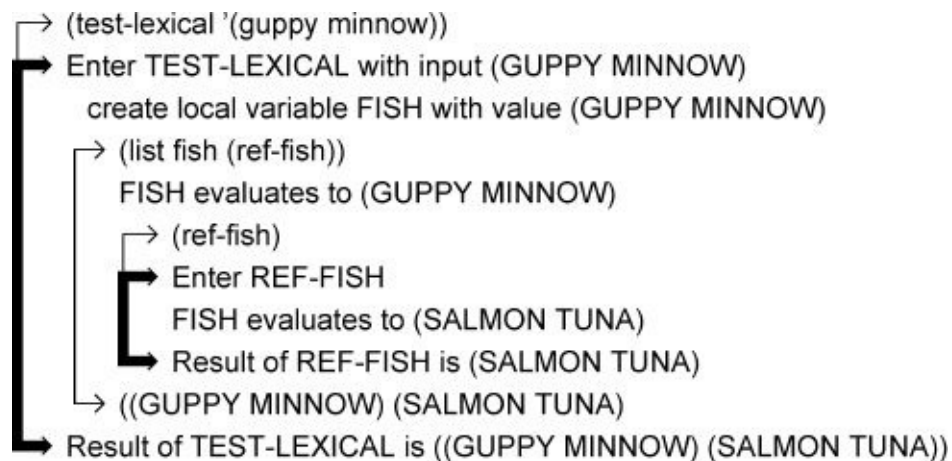 (test-lexical '(guppy minnow))
Enter TEST-LEXICAL with input (GUPPY MINNOW)
create local variable FISH with value (GUPPY MINNOW)
(list fish (ref-fish))
FISH evaluates to (GUPPY MINNOW)
(ref-fish)
Enter REF-FISH
FISH evaluates to (SALMON TUNA)
Result of REF-FISH is (SALMON TUNA)
((GUPPY MINNOW) (SALMON TUNA)
Result of TEST-LEXICAL is ((GUPPY MINNOW) (SALMON TUNA))